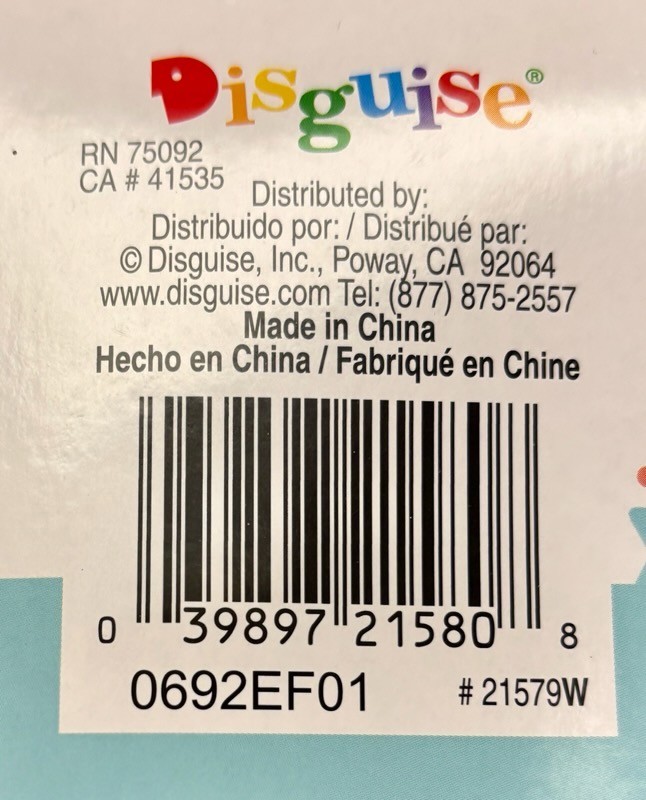 Disguise®
RN 75092
CA # 41535
Distributed by:
Distribuido por: / Distribué par:
© Disguise, Inc., Poway, CA 92064
www.disguise.com Tel: (877) 875-2557
Made in China
Hecho en China / Fabriqué en Chine
0 39897 21580 8
0692EF01 # 21579W